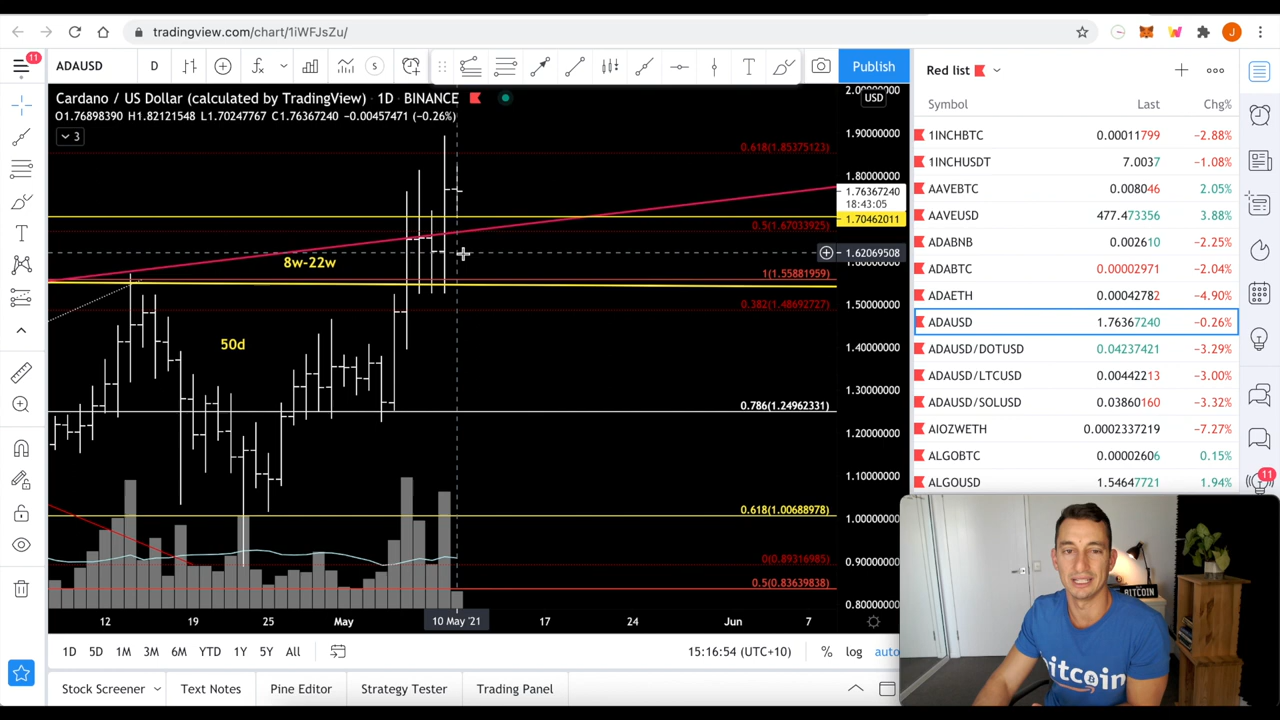 tradingview.com/chart/1iWFJsZu/
J
11
ADAUSD
D
S
T
Publish
Red list
Cardano / US Dollar (calculated by TradingView) 1D BINANCE
O1.76898390 H1.82121548 L1.70247767 C1.76367240 −0.00457471 (−0.26%)
3
USD
2.00000000
1.90000000
1.80000000
1.76367240
18:43:05
1.70462011
1.62069508
1.60000000
1.50000000
1.40000000
1.30000000
1.20000000
1.10000000
1.00000000
0.90000000
0.80000000
0.618(1.85375123)
0.5(1.67033925)
8w-22w
1(1.55881959)
0.382(1.48692727)
50d
0.786(1.24962331)
0.618(1.00688978)
0(0.89316985)
0.5(0.83639838)
12
19
25
May
10 May '21
17
24
Jun
7
1D 5D 1M 3M 6M YTD 1Y 5Y All
15:16:54 (UTC+10)
% log auto
Stock Screener Text Notes Pine Editor Strategy Tester Trading Panel
Symbol Last Chg%
1INCHBTC 0.00011799 −2.88%
1INCHUSDT 7.0037 −1.08%
AAVEBTC 0.008046 2.05%
AAVEUSD 477.473356 3.88%
ADABNB 0.002610 −2.25%
ADABTC 0.00002971 −2.04%
ADAETH 0.00042782 −4.90%
ADAUSD 1.76367240 −0.26%
ADAUSD/DOTUSD 0.04237421 −3.29%
ADAUSD/LTCUSD 0.00442213 −3.00%
ADAUSD/SOLUSD 0.03860160 −3.32%
AIOZWETH 0.0002337219 −7.27%
ALGOBTC 0.00002606 0.15%
ALGOUSD 1.54647721 1.94%
11
BITCOIN
bitcoin